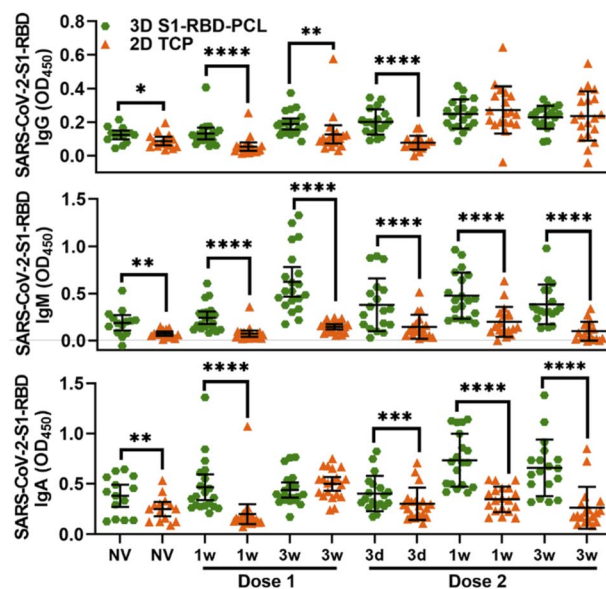 3D S1-RBD-PCL
2D TCP
SARS-CoV-2-S1-RBD
IgG (OD450)
0.8
0.6
0.4
0.2
0.0
* **** ** ****
SARS-CoV-2-S1-RBD
IgM (OD450)
1.5
1.0
0.5
0.0
** **** **** **** **** ****
SARS-CoV-2-S1-RBD
IgA (OD450)
1.5
1.0
0.5
0.0
** **** *** **** ****
NV NV 1w 1w 3w 3w 3d 3d 1w 1w 3w 3w
Dose 1 Dose 2